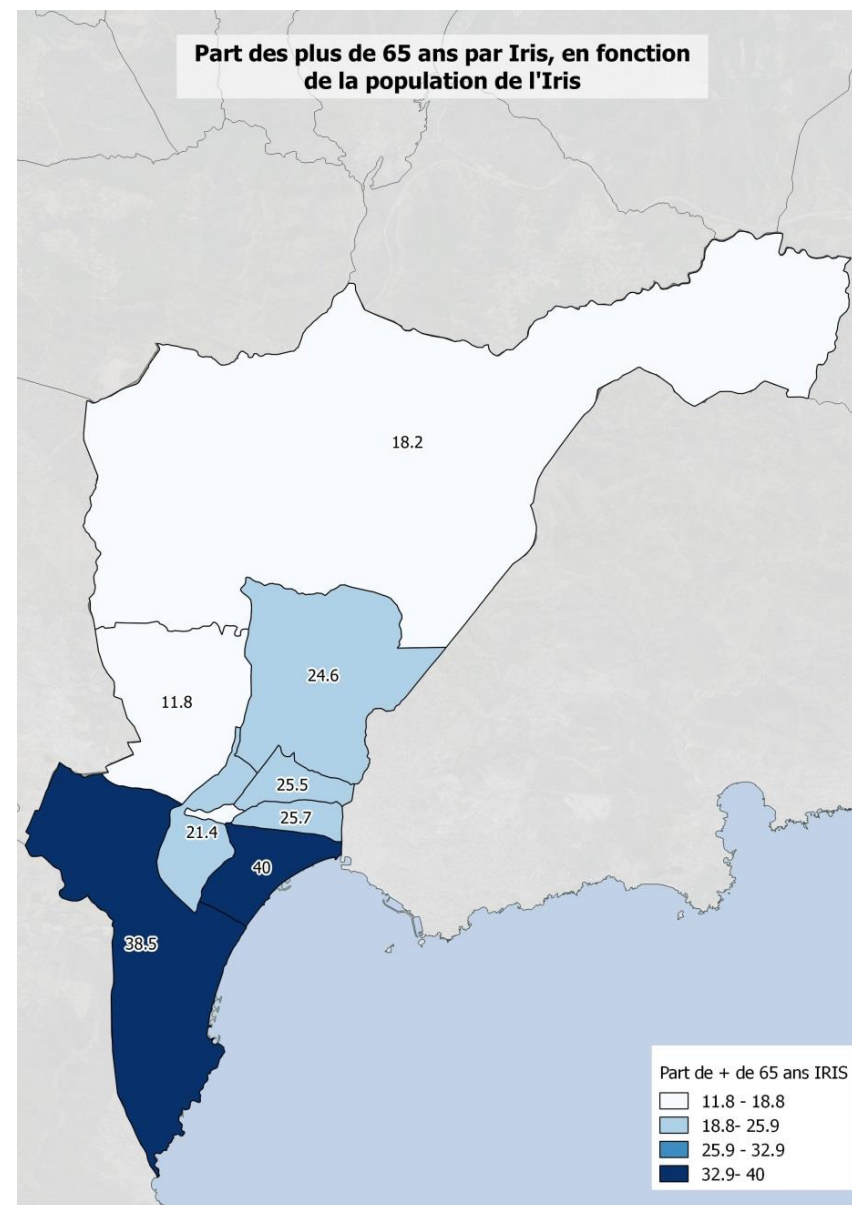 Part des plus de 65 ans par Iris, en fonction
de la population de l'Iris
18.2
24.6
11.8
25.5
25.7
21.4
40
38.5
Part de + de 65 ans IRIS
11.8 - 18.8
18.8- 25.9
25.9 - 32.9
32.9- 40